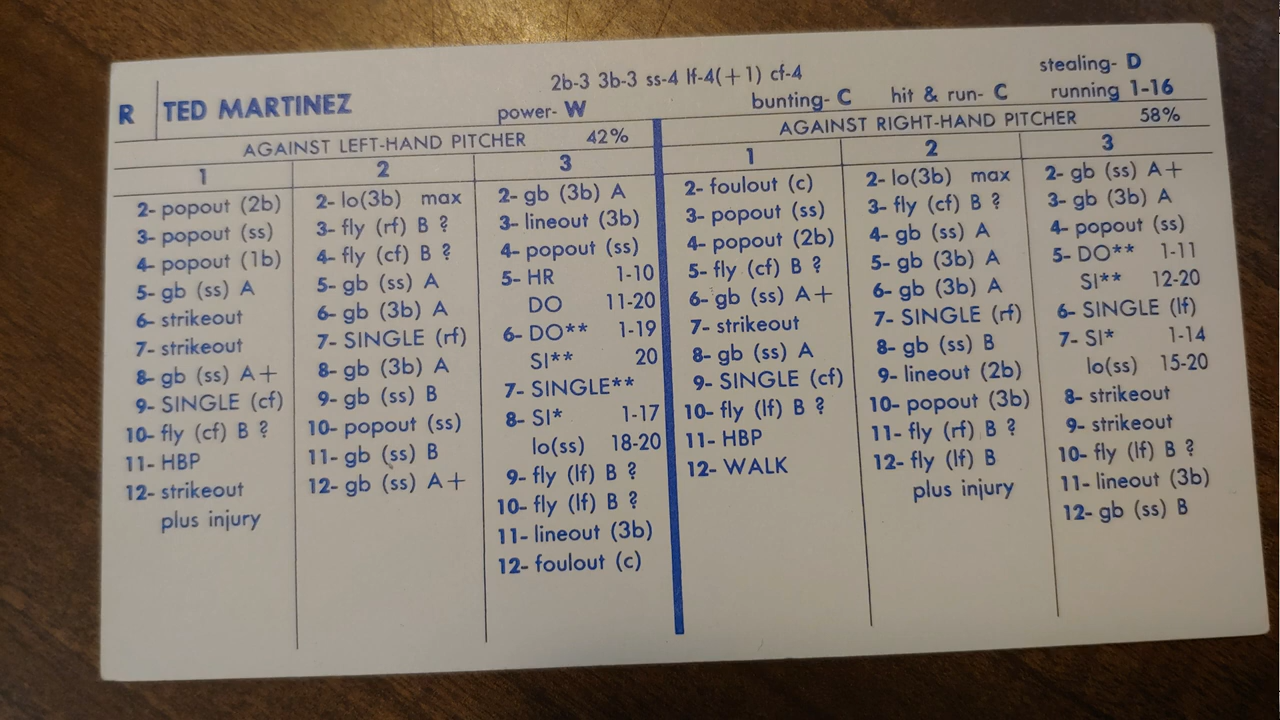 R TED MARTINEZ
2b-3 3b-3 ss-4 lf-4(+1) cf-4
power- W
bunting- C
hit & run- C
stealing- D
running 1-16
AGAINST LEFT-HAND PITCHER 42%
1
2- popout (2b)
3- popout (ss)
4- popout (1b)
5- gb (ss) A
6- strikeout
7- strikeout
8- gb (ss) A+
9- SINGLE (cf)
10- fly (cf) B ?
11- HBP
12- strikeout
plus injury
2
2- lo(3b) max
3- fly (rf) B ?
4- fly (cf) B ?
5- gb (ss) A
6- gb (3b) A
7- SINGLE (rf)
8- gb (3b) A
9- gb (ss) B
10- popout (ss)
11- gb (ss) B
12- gb (ss) A+
3
2- gb (3b) A
3- lineout (3b)
4- popout (ss)
5- HR 1-10
DO 11-20
6- DO** 1-19
SI** 20
7- SINGLE**
8- SI* 1-17
lo(ss) 18-20
9- fly (lf) B ?
10- fly (lf) B ?
11- lineout (3b)
12- foulout (c)
AGAINST RIGHT-HAND PITCHER 58%
1
2- foulout (c)
3- popout (ss)
4- popout (2b)
5- fly (cf) B ?
6- gb (ss) A+
7- strikeout
8- gb (ss) A
9- SINGLE (cf)
10- fly (lf) B ?
11- HBP
12- WALK
2
2- lo(3b) max
3- fly (cf) B ?
4- gb (ss) A
5- gb (3b) A
6- gb (3b) A
7- SINGLE (rf)
8- gb (ss) B
9- lineout (2b)
10- popout (3b)
11- fly (rf) B ?
12- fly (lf) B
plus injury
3
2- gb (ss) A+
3- gb (3b) A
4- popout (ss)
5- DO** 1-11
SI** 12-20
6- SINGLE (lf)
7- SI* 1-14
lo(ss) 15-20
8- strikeout
9- strikeout
10- fly (lf) B ?
11- lineout (3b)
12- gb (ss) B